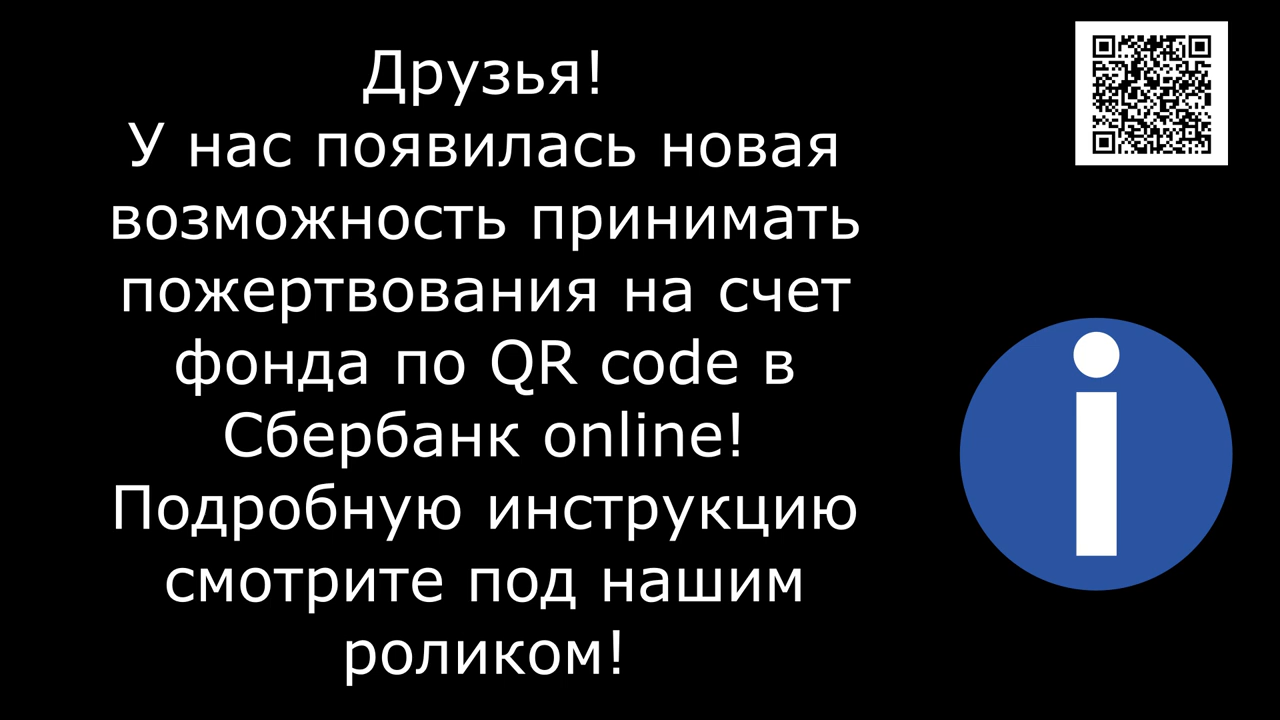 Друзья!
У нас появилась новая
возможность принимать
пожертвования на счет
фонда по QR code в
Сбербанк online!
Подробную инструкцию
смотрите под нашим
роликом!
i